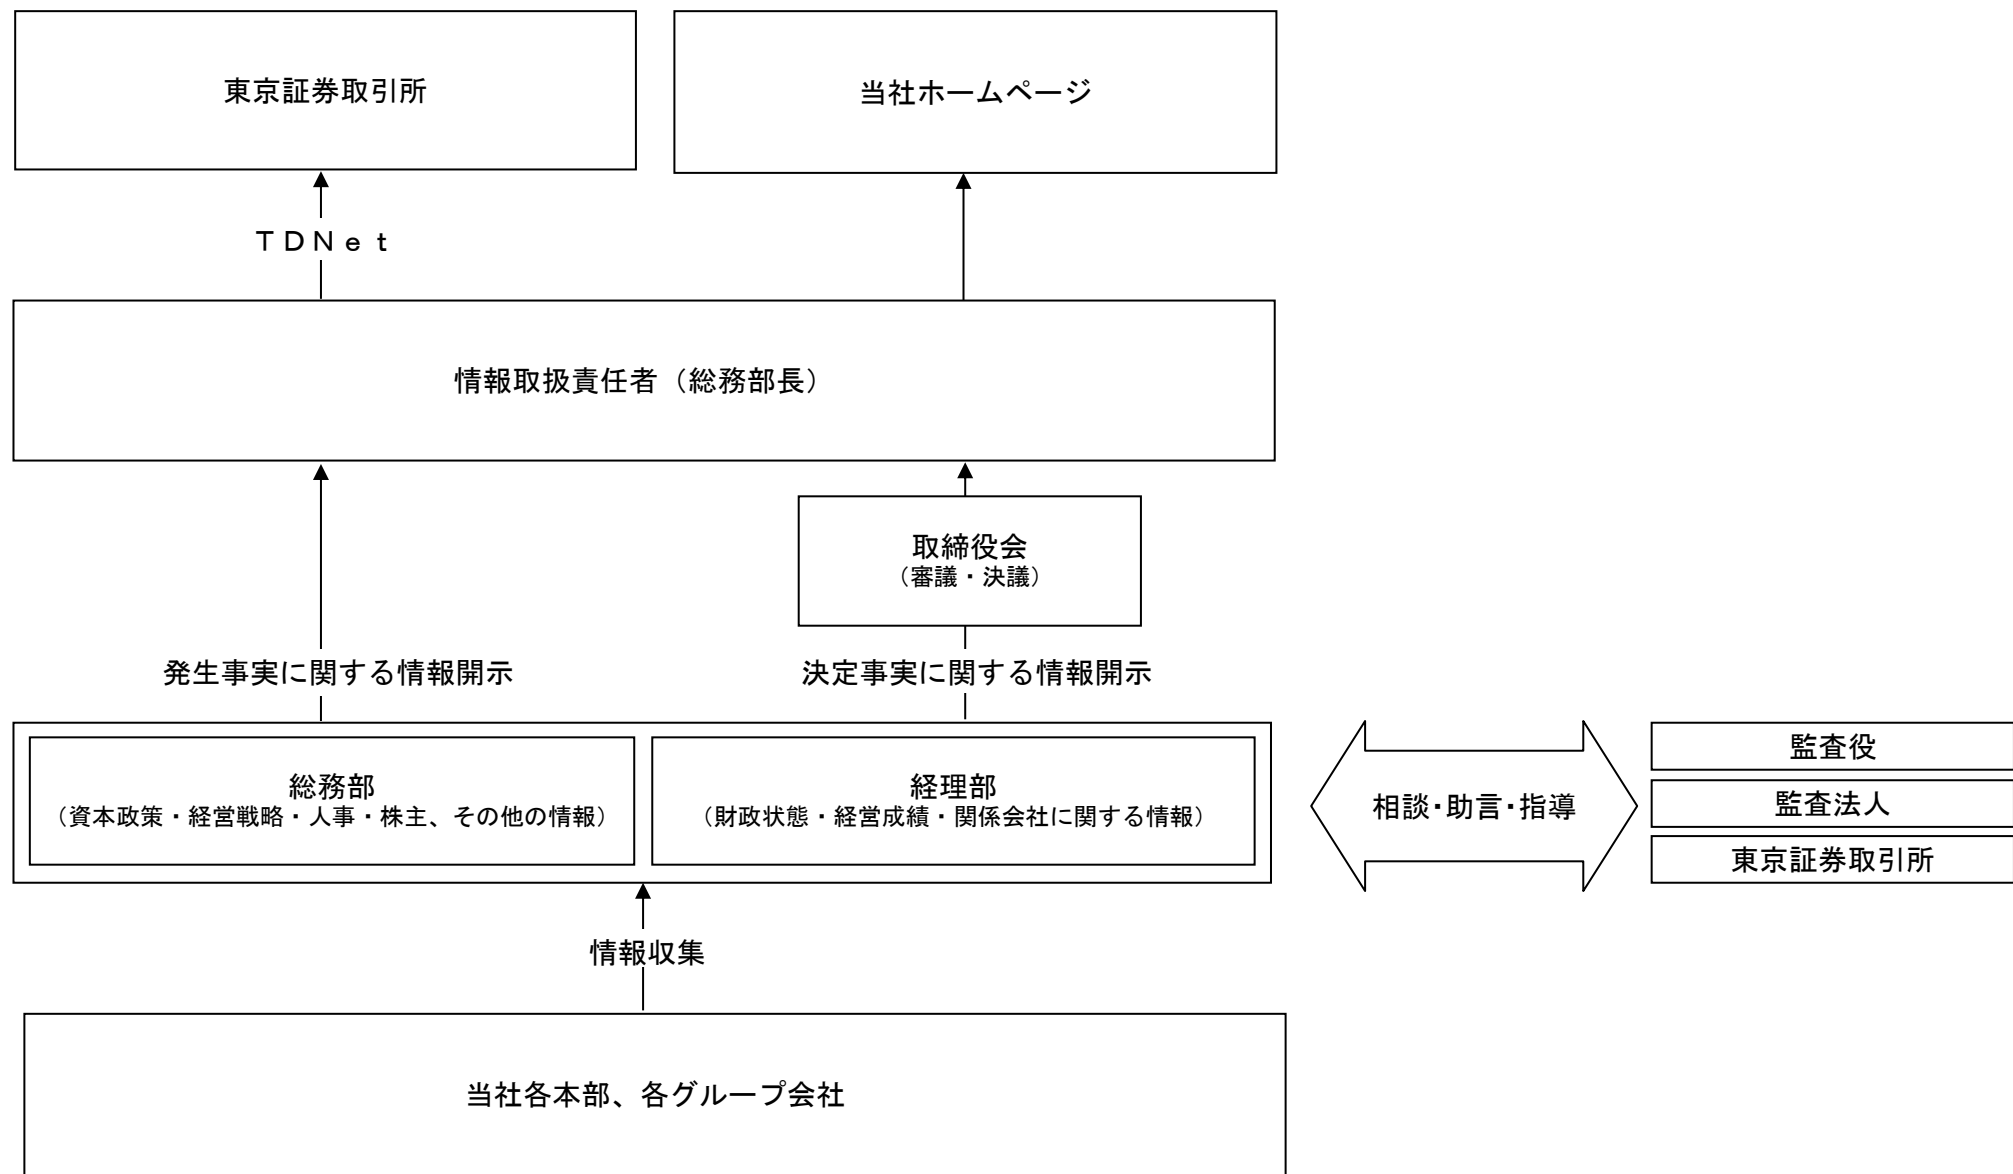 東京証券取引所
当社ホームページ
ＴＤＮｅｔ
情報取扱責任者（総務部長）
取締役会
（審議・決議）
発生事実に関する情報開示
決定事実に関する情報開示
総務部
（資本政策・経営戦略・人事・株主、その他の情報）
経理部
（財政状態・経営成績・関係会社に関する情報）
相談・助言・指導
監査役
監査法人
東京証券取引所
情報収集
当社各本部、各グループ会社